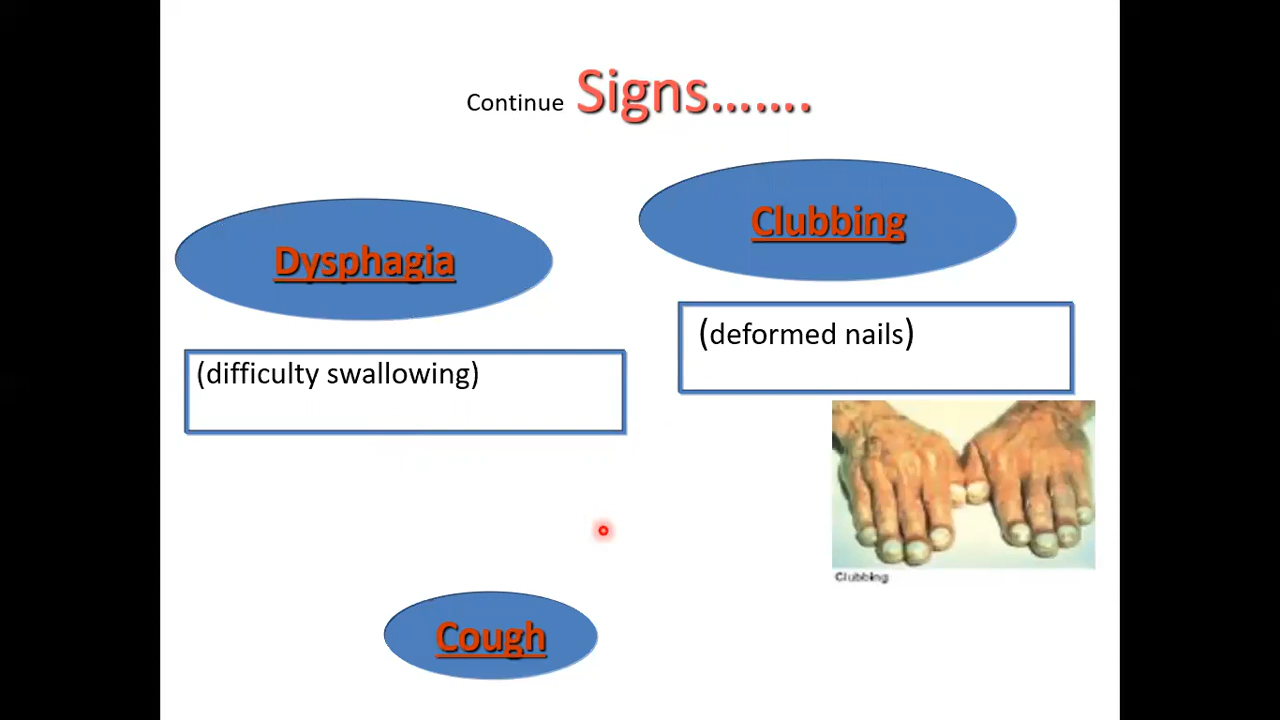 Continue Signs.......
Dysphagia
(difficulty swallowing)
Clubbing
(deformed nails)
Clubbing
Cough